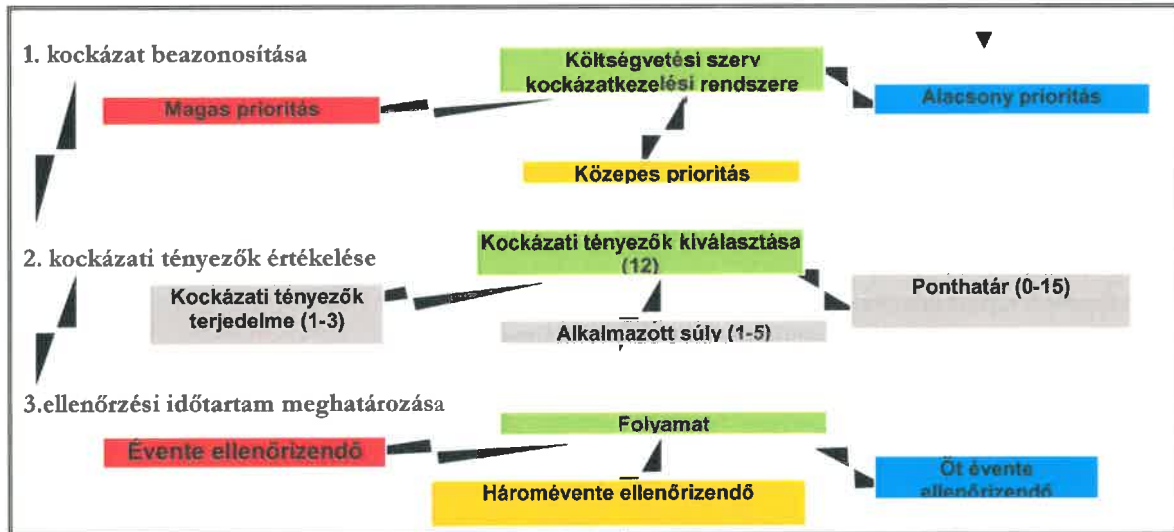 1. kockázat beazonosítása
Költségvetési szerv
kockázatkezelési rendszere
Magas prioritás
Alacsony prioritás
Közepes prioritás
2. kockázati tényezők értékelése
Kockázati tényezők kiválasztása
(12)
Kockázati tényezők
terjedelme (1-3)
Ponthatár (0-15)
Alkalmazott súly (1-5)
3.ellenőrzési időtartam meghatározása
Folyamat
Évente ellenőrizendő
Háromévente ellenőrizendő
Öt évente
ellenőrizendő